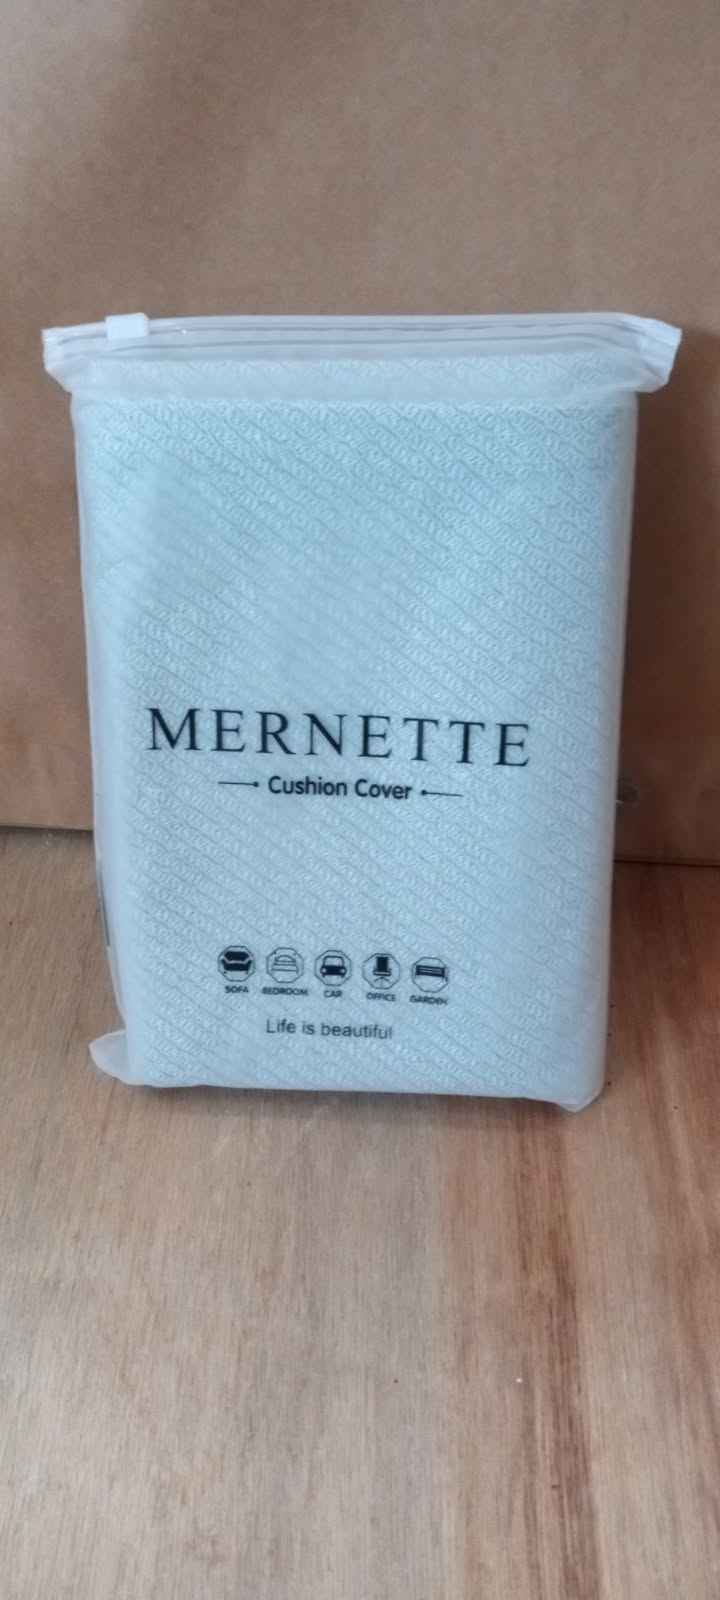 MERNETTE
Cushion Cover
SOFA BEDROOM CAR OFFICE GARDEN
Life is beautiful